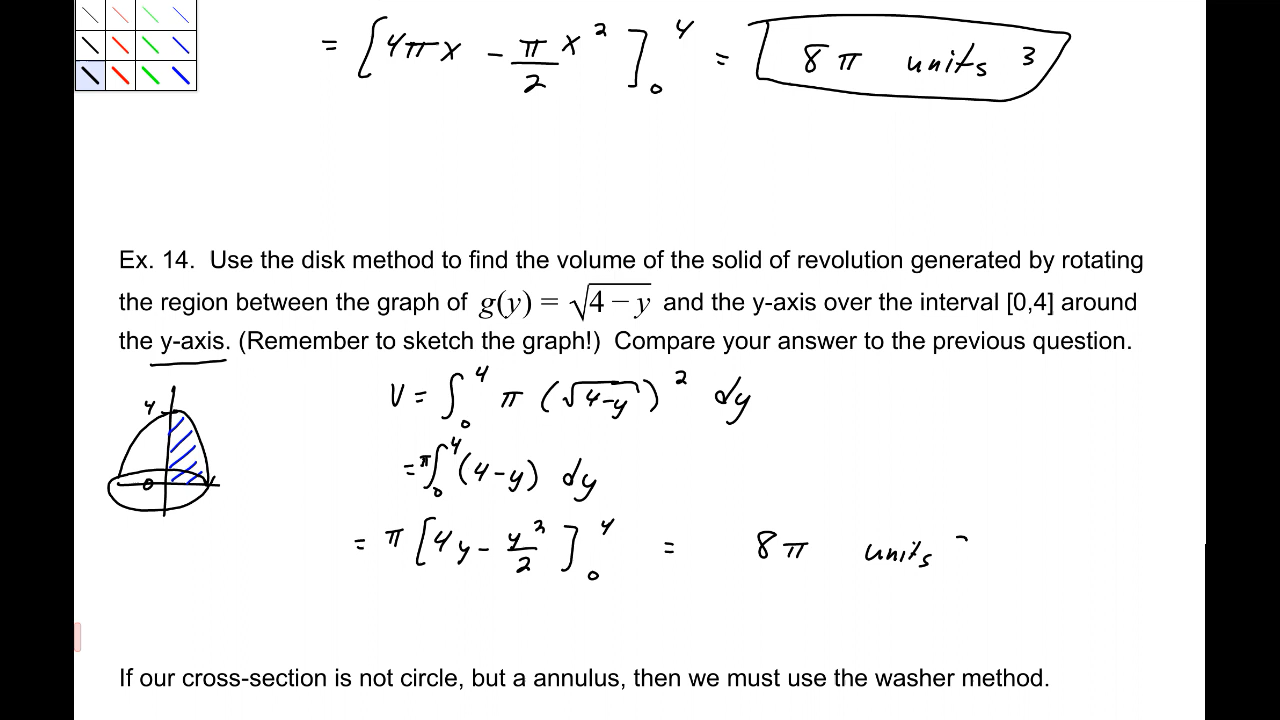 = [4πx - π/2 x²]₀⁴ = 8π units³
Ex. 14. Use the disk method to find the volume of the solid of revolution generated by rotating
the region between the graph of g(y) = √(4 − y) and the y-axis over the interval [0,4] around
the y-axis. (Remember to sketch the graph!) Compare your answer to the previous question.
V = ∫₀⁴ π (√(4-y))² dy
4
= π∫₀⁴ (4-y) dy
0
= π [4y - y²/2]₀⁴ = 8π units
If our cross-section is not circle, but a annulus, then we must use the washer method.